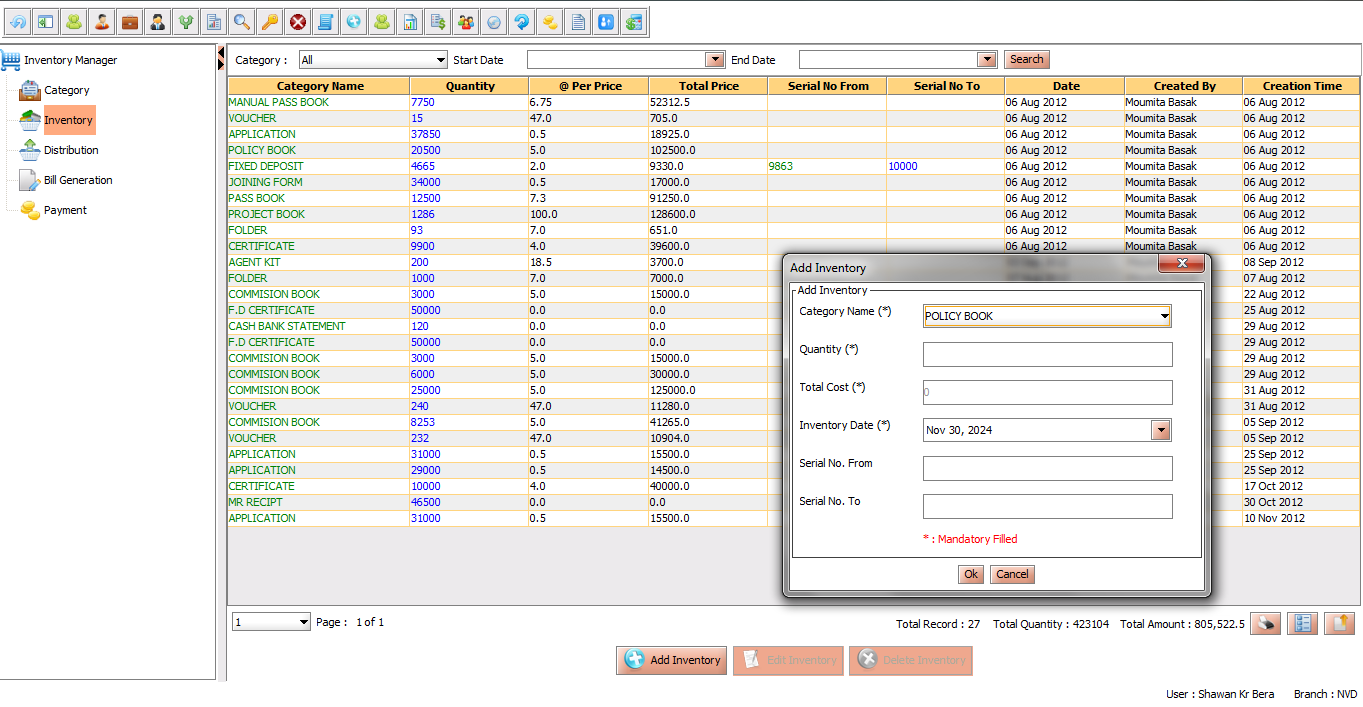 Inventory Manager
Category
Inventory
Distribution
Bill Generation
Payment
Category : All Start Date End Date Search
Category Name Quantity @ Per Price Total Price Serial No From Serial No To Date Created By Creation Time
MANUAL PASS BOOK 7750 6.75 52312.5 06 Aug 2012 Moumita Basak 06 Aug 2012
VOUCHER 15 47.0 705.0 06 Aug 2012 Moumita Basak 06 Aug 2012
APPLICATION 37850 0.5 18925.0 06 Aug 2012 Moumita Basak 06 Aug 2012
POLICY BOOK 20500 5.0 102500.0 06 Aug 2012 Moumita Basak 06 Aug 2012
FIXED DEPOSIT 4665 2.0 9330.0 9863 10000 06 Aug 2012 Moumita Basak 06 Aug 2012
JOINING FORM 34000 0.5 17000.0 06 Aug 2012 Moumita Basak 06 Aug 2012
PASS BOOK 12500 7.3 91250.0 06 Aug 2012 Moumita Basak 06 Aug 2012
PROJECT BOOK 1286 100.0 128600.0 06 Aug 2012 Moumita Basak 06 Aug 2012
FOLDER 93 7.0 651.0 06 Aug 2012 Moumita Basak 06 Aug 2012
CERTIFICATE 9900 4.0 39600.0 06 Aug 2012 Moumita Basak 06 Aug 2012
AGENT KIT 200 18.5 3700.0 08 Sep 2012
FOLDER 1000 7.0 7000.0 07 Aug 2012
COMMISION BOOK 3000 5.0 15000.0 22 Aug 2012
F.D CERTIFICATE 50000 0.0 0.0 25 Aug 2012
CASH BANK STATEMENT 120 0.0 0.0 29 Aug 2012
F.D CERTIFICATE 50000 0.0 0.0 29 Aug 2012
COMMISION BOOK 3000 5.0 15000.0 29 Aug 2012
COMMISION BOOK 6000 5.0 30000.0 29 Aug 2012
COMMISION BOOK 25000 5.0 125000.0 31 Aug 2012
VOUCHER 240 47.0 11280.0 31 Aug 2012
COMMISION BOOK 8253 5.0 41265.0 05 Sep 2012
VOUCHER 232 47.0 10904.0 05 Sep 2012
APPLICATION 31000 0.5 15500.0 25 Sep 2012
APPLICATION 29000 0.5 14500.0 25 Sep 2012
CERTIFICATE 10000 4.0 40000.0 17 Oct 2012
MR RECIPT 46500 0.0 0.0 30 Oct 2012
APPLICATION 31000 0.5 15500.0 10 Nov 2012
Add Inventory
Add Inventory
Category Name (*) POLICY BOOK
Quantity (*)
Total Cost (*) 0
Inventory Date (*) Nov 30, 2024
Serial No. From
Serial No. To
* : Mandatory Filled
Ok Cancel
1 Page : 1 of 1
Total Record : 27 Total Quantity : 423104 Total Amount : 805,522.5
Add Inventory Edit Inventory Delete Inventory
User : Shawan Kr Bera Branch : NVD